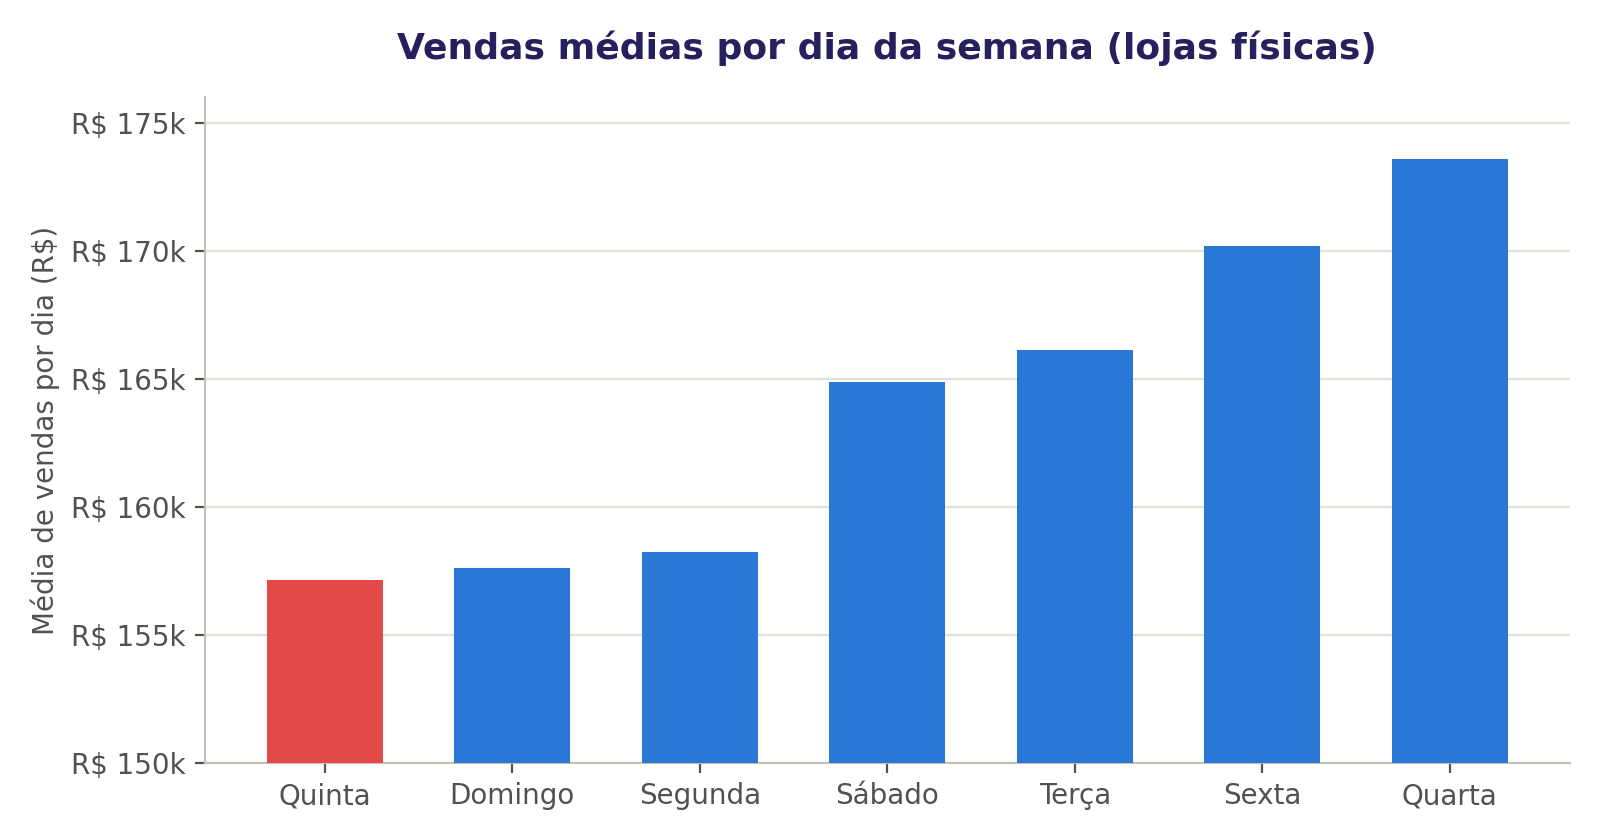 Vendas médias por dia da semana (lojas físicas)
Média de vendas por dia (R$)
R$ 175k
R$ 170k
R$ 165k
R$ 160k
R$ 155k
R$ 150k
Quinta Domingo Segunda Sábado Terça Sexta Quarta